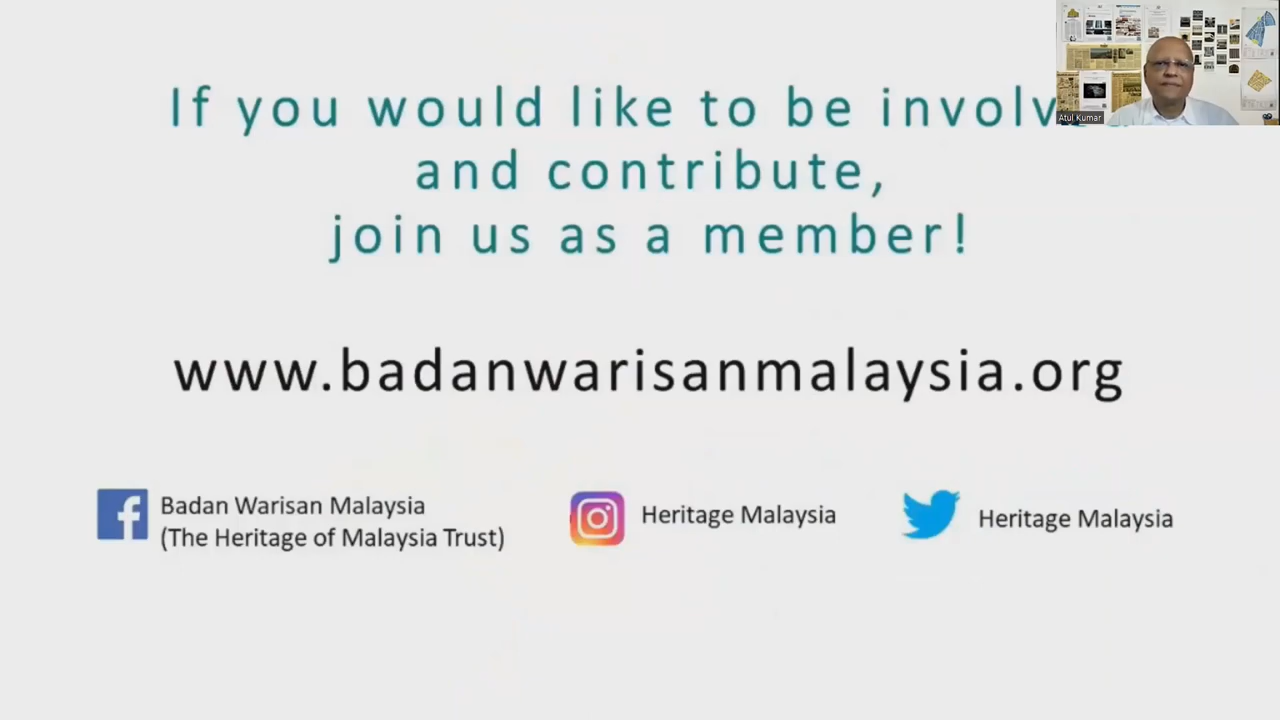 If you would like to be involv
and contribute,
join us as a member!
www.badanwarisanmalaysia.org
Badan Warisan Malaysia
(The Heritage of Malaysia Trust)
Heritage Malaysia
Heritage Malaysia
Atul Kumar